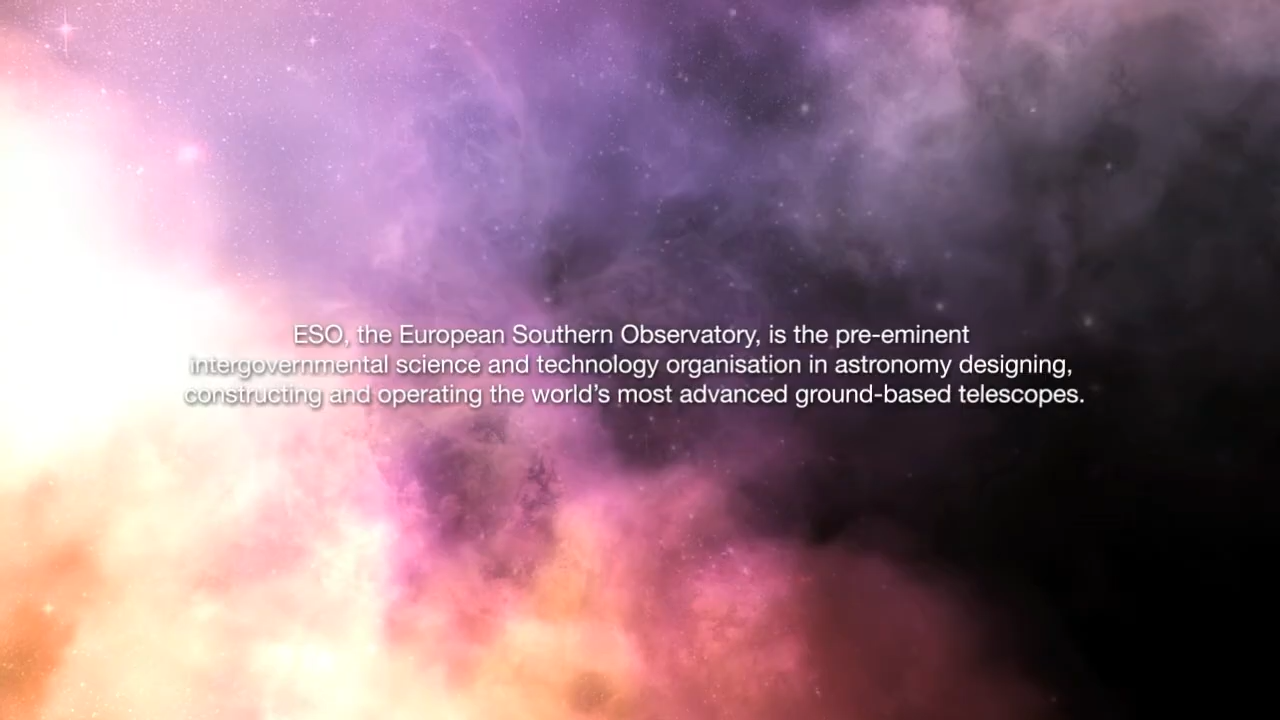 ESO, the European Southern Observatory, is the pre-eminent
intergovernmental science and technology organisation in astronomy designing,
constructing and operating the world’s most advanced ground-based telescopes.